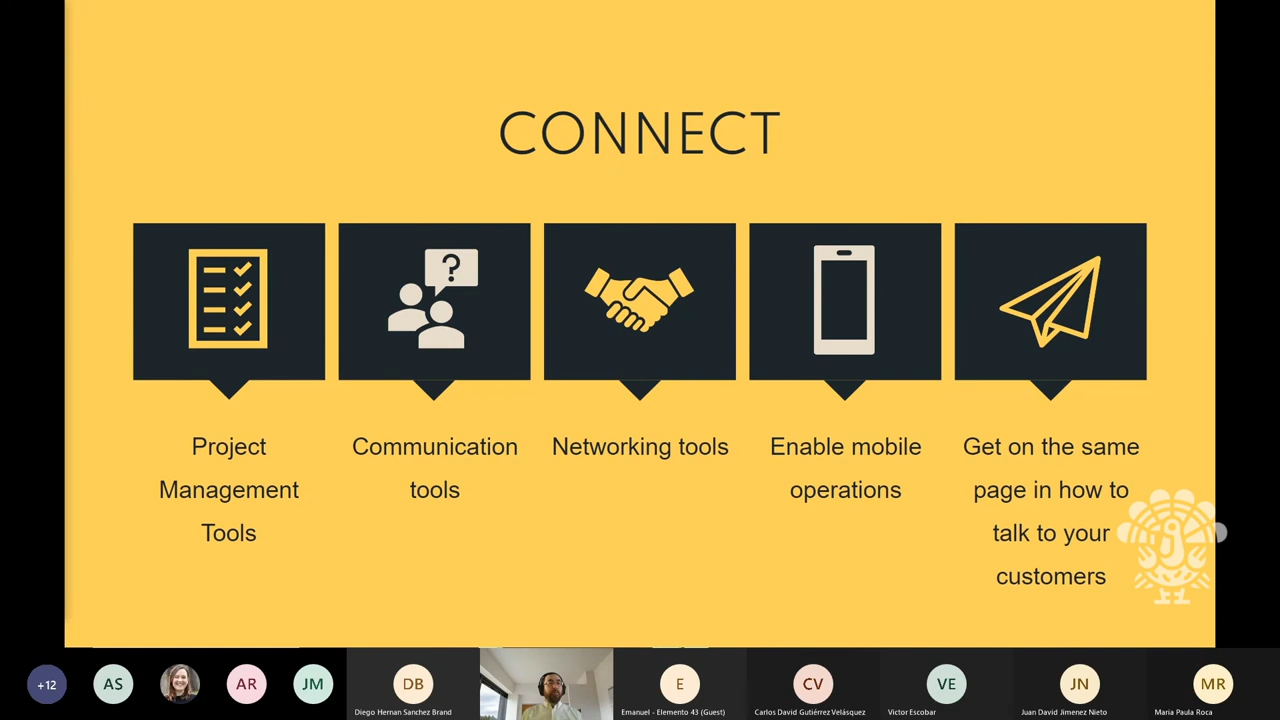 CONNECT
?
Project
Management
Tools
Communication
tools
Networking tools
Enable mobile
operations
Get on the same
page in how to
talk to your
customers
+12
AS
AR
JM
DB
Diego Hernan Sanchez Brand
E
Emanuel - Elemento 43 (Guest)
CV
Carlos David Gutiérrez Velásquez
VE
Victor Escobar
JN
Juan David Jimenez Nieto
MR
Maria Paula Roca